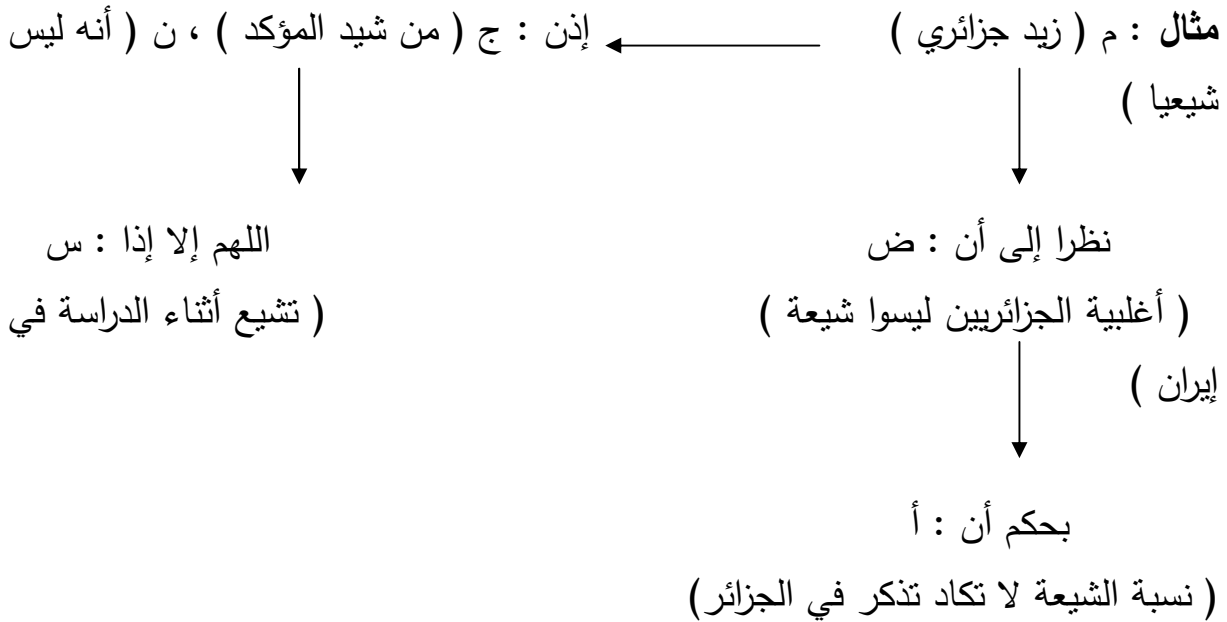 مثال : م ( زيد جزائري ) إذن : ج ( من شيد المؤكد ) ، ن ( أنه ليس
شيعيا )
نظرا إلى أن : ض اللهم إلا إذا : س
( أغلبية الجزائريين ليسوا شيعة ) ( تشيع أثناء الدراسة في
إيران )
بحكم أن : أ
( نسبة الشيعة لا تكاد تذكر في الجزائر)